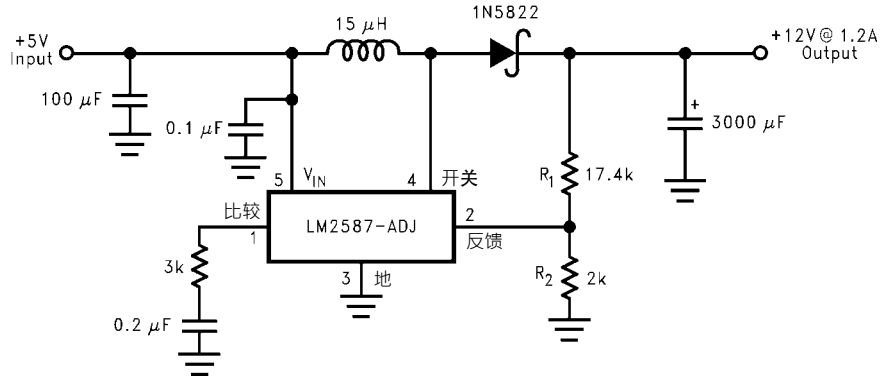 +5V
Input
15 μH
1N5822
+12V@ 1.2A
Output
100 μF
0.1 μF
+
3000 μF
5
VIN
4
开关
R1
17.4k
比较
1
LM2587-ADJ
2
反馈
3k
3
地
R2
2k
0.2 μF